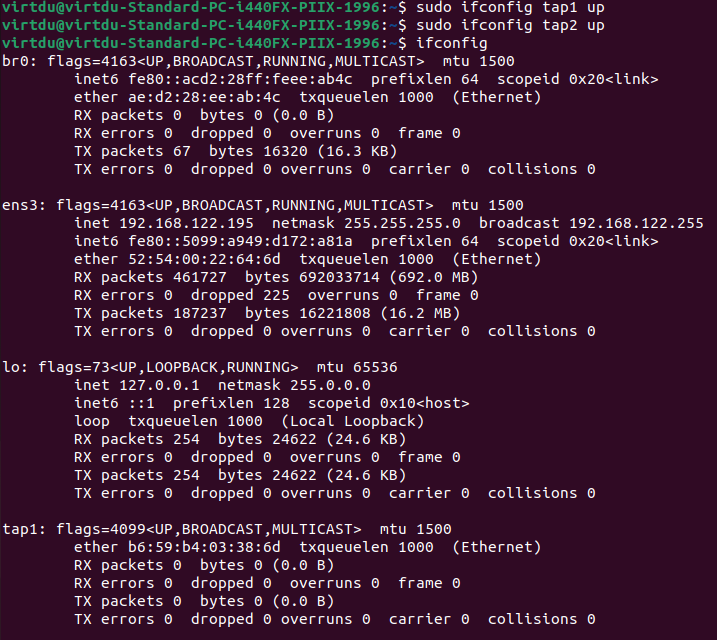 virtdu@virtdu-Standard-PC-i440FX-PIIX-1996:~$ sudo ifconfig tap1 up
virtdu@virtdu-Standard-PC-i440FX-PIIX-1996:~$ sudo ifconfig tap2 up
virtdu@virtdu-Standard-PC-i440FX-PIIX-1996:~$ ifconfig
br0: flags=4163<UP,BROADCAST,RUNNING,MULTICAST>  mtu 1500
        inet6 fe80::acd2:28ff:feee:ab4c  prefixlen 64  scopeid 0x20<link>
        ether ae:d2:28:ee:ab:4c  txqueuelen 1000  (Ethernet)
        RX packets 0  bytes 0 (0.0 B)
        RX errors 0  dropped 0  overruns 0  frame 0
        TX packets 67  bytes 16320 (16.3 KB)
        TX errors 0  dropped 0 overruns 0  carrier 0  collisions 0

ens3: flags=4163<UP,BROADCAST,RUNNING,MULTICAST>  mtu 1500
        inet 192.168.122.195  netmask 255.255.255.0  broadcast 192.168.122.255
        inet6 fe80::5099:a949:d172:a81a  prefixlen 64  scopeid 0x20<link>
        ether 52:54:00:22:64:6d  txqueuelen 1000  (Ethernet)
        RX packets 461727  bytes 692033714 (692.0 MB)
        RX errors 0  dropped 225  overruns 0  frame 0
        TX packets 187237  bytes 16221808 (16.2 MB)
        TX errors 0  dropped 0 overruns 0  carrier 0  collisions 0

lo: flags=73<UP,LOOPBACK,RUNNING>  mtu 65536
        inet 127.0.0.1  netmask 255.0.0.0
        inet6 ::1  prefixlen 128  scopeid 0x10<host>
        loop  txqueuelen 1000  (Local Loopback)
        RX packets 254  bytes 24622 (24.6 KB)
        RX errors 0  dropped 0  overruns 0  frame 0
        TX packets 254  bytes 24622 (24.6 KB)
        TX errors 0  dropped 0 overruns 0  carrier 0  collisions 0

tap1: flags=4099<UP,BROADCAST,MULTICAST>  mtu 1500
        ether b6:59:b4:03:38:6d  txqueuelen 1000  (Ethernet)
        RX packets 0  bytes 0 (0.0 B)
        RX errors 0  dropped 0  overruns 0  frame 0
        TX packets 0  bytes 0 (0.0 B)
        TX errors 0  dropped 0 overruns 0  carrier 0  collisions 0